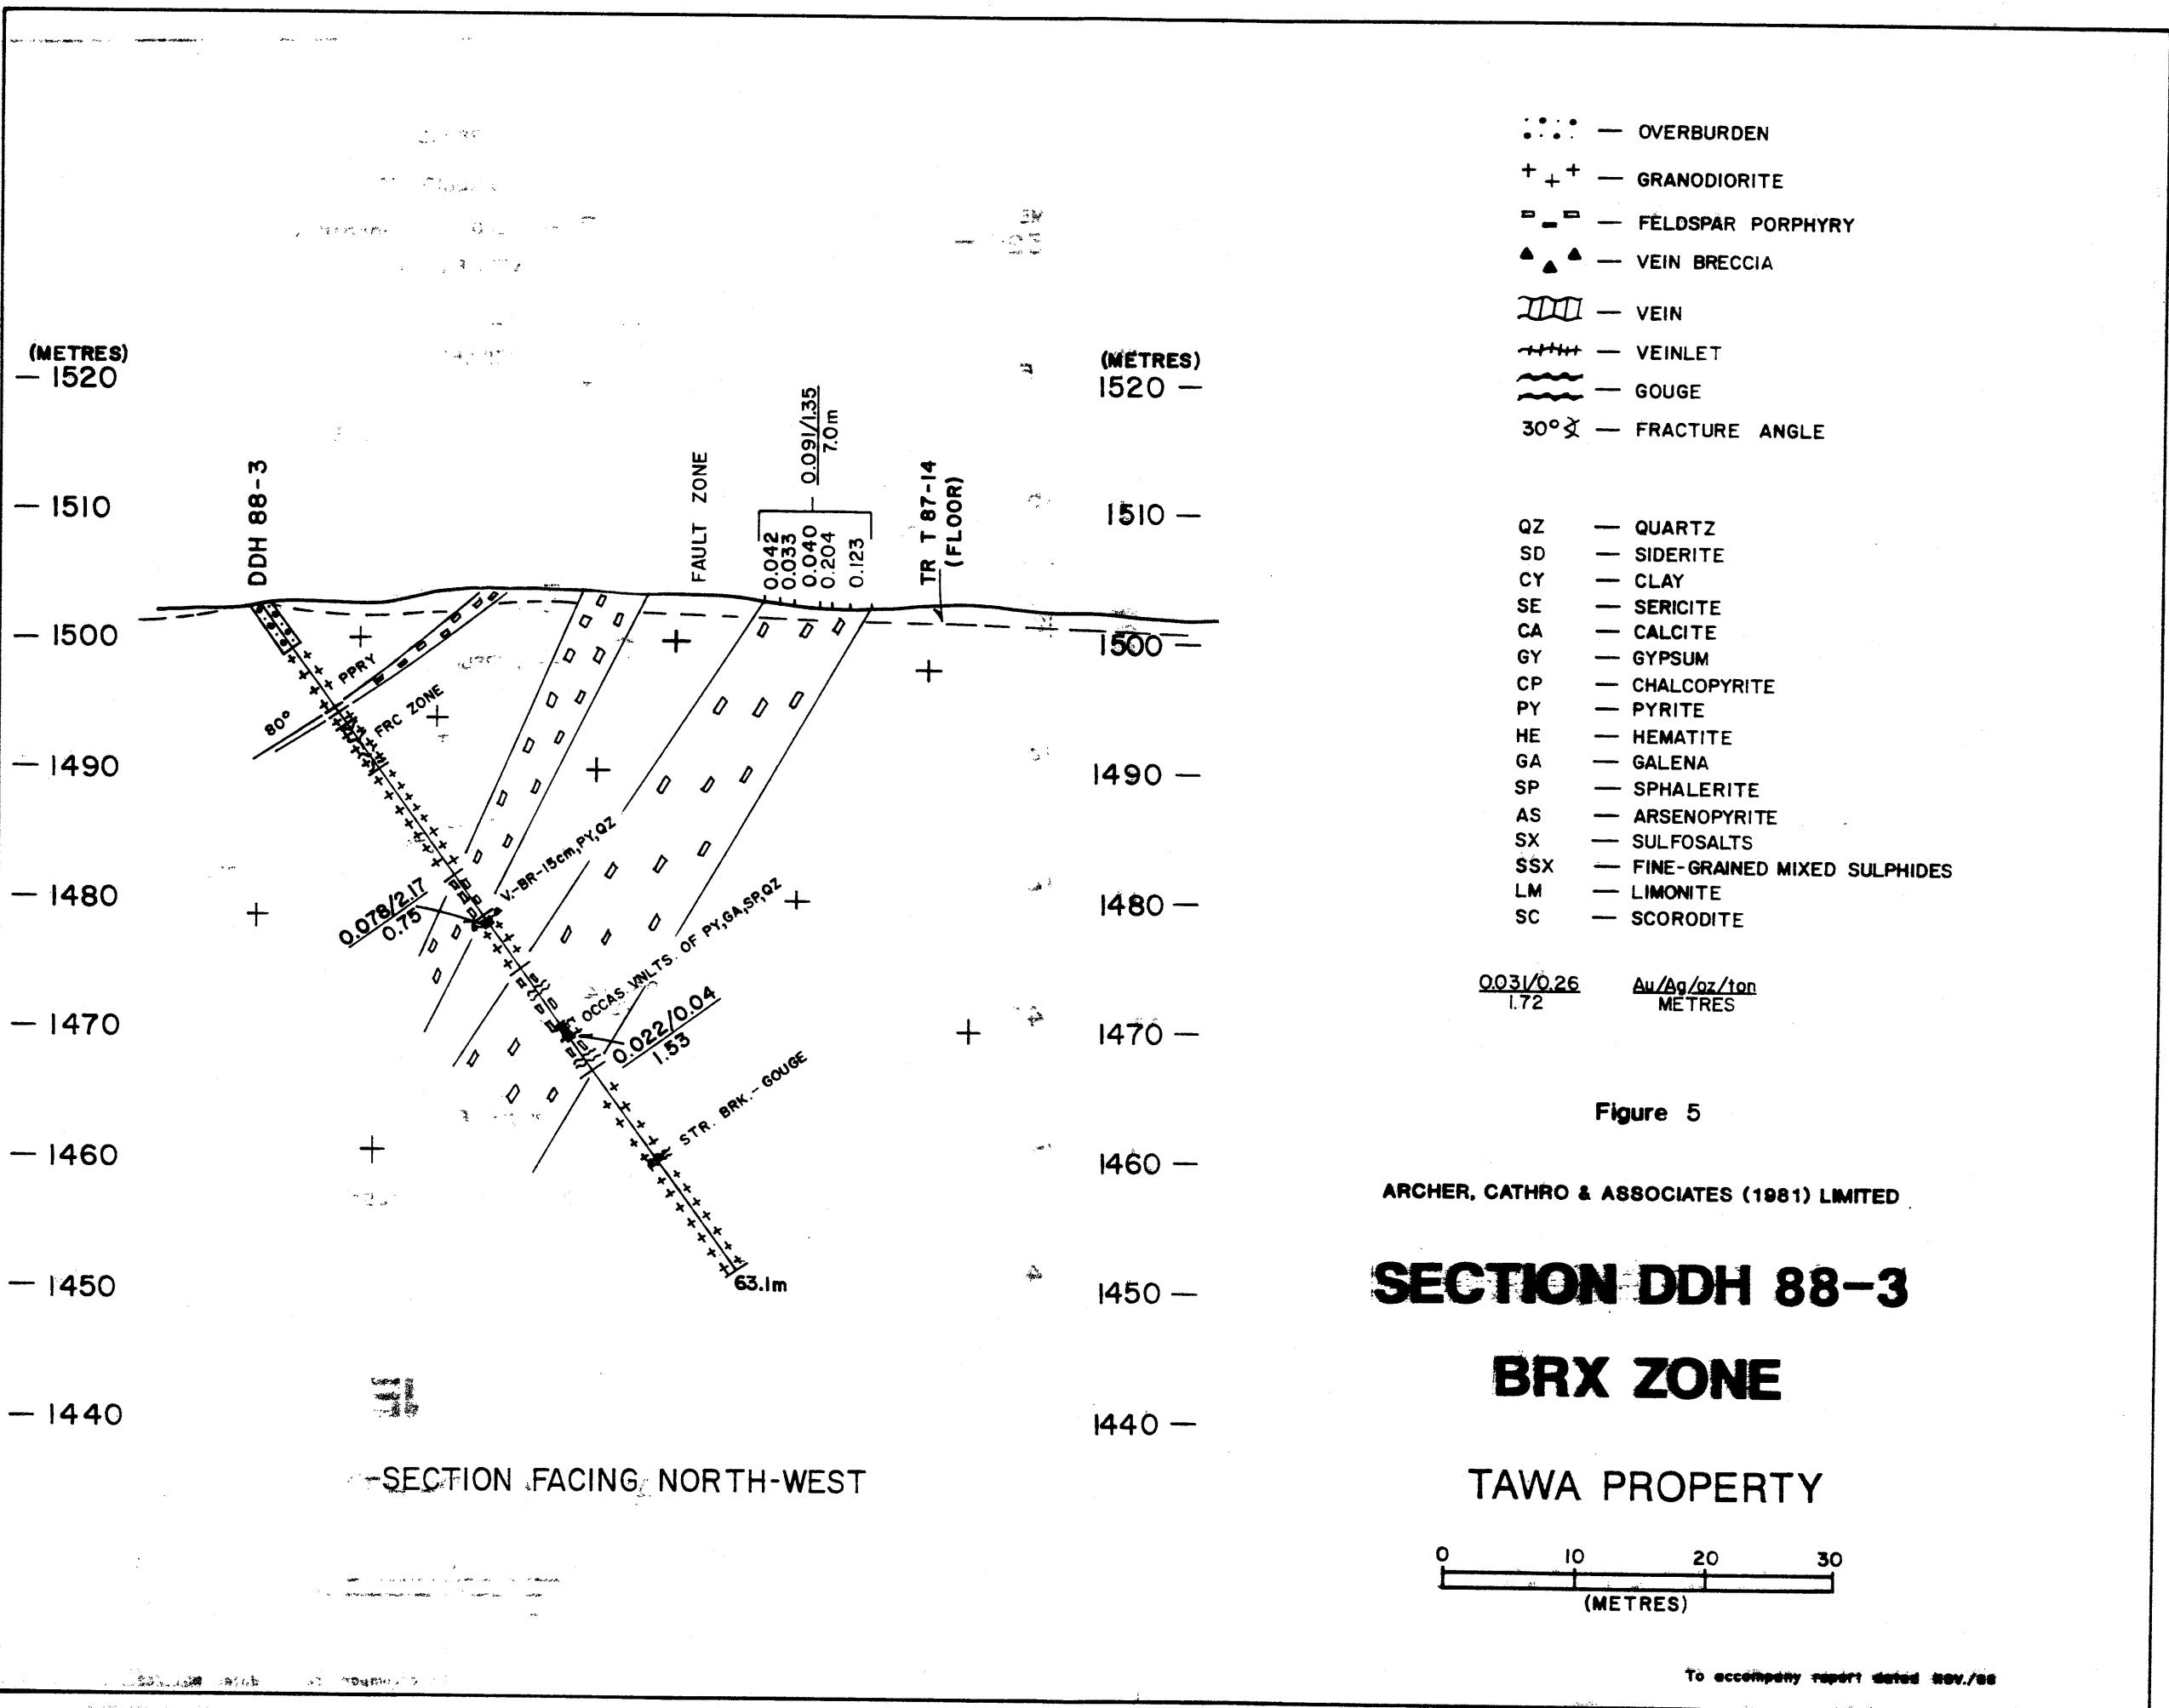 (METRES)
— 1520
— 1510
— 1500
— 1490
— 1480
— 1470
— 1460
— 1450
— 1440
DDH 88-3
FAULT ZONE
0.091/1.35
7.0m
0.042
0.033
0.040
0.204
0.123
TR T 87-14
(FLOOR)
PPRY
80°
FRC ZONE
V.-BR-15cm,PY,QZ
0.078/2.17
0.75
OCCAS. VNLTS. OF PY,GA,SP,QZ
0.022/0.04
1.53
STR. BRK.- GOUGE
63.1m
(METRES)
1520 —
1510 —
1500 —
1490 —
1480 —
1470 —
1460 —
1450 —
1440 —
SECTION FACING NORTH-WEST
— OVERBURDEN
— GRANODIORITE
— FELDSPAR PORPHYRY
— VEIN BRECCIA
— VEIN
— VEINLET
— GOUGE
30° — FRACTURE ANGLE
QZ — QUARTZ
SD — SIDERITE
CY — CLAY
SE — SERICITE
CA — CALCITE
GY — GYPSUM
CP — CHALCOPYRITE
PY — PYRITE
HE — HEMATITE
GA — GALENA
SP — SPHALERITE
AS — ARSENOPYRITE
SX — SULFOSALTS
SSX — FINE-GRAINED MIXED SULPHIDES
LM — LIMONITE
SC — SCORODITE
0.031/0.26 Au/Ag/oz/ton
1.72 METRES
Figure 5
ARCHER, CATHRO & ASSOCIATES (1981) LIMITED
SECTION DDH 88-3
BRX ZONE
TAWA PROPERTY
0 10 20 30
(METRES)
To accompany report dated Nov./88